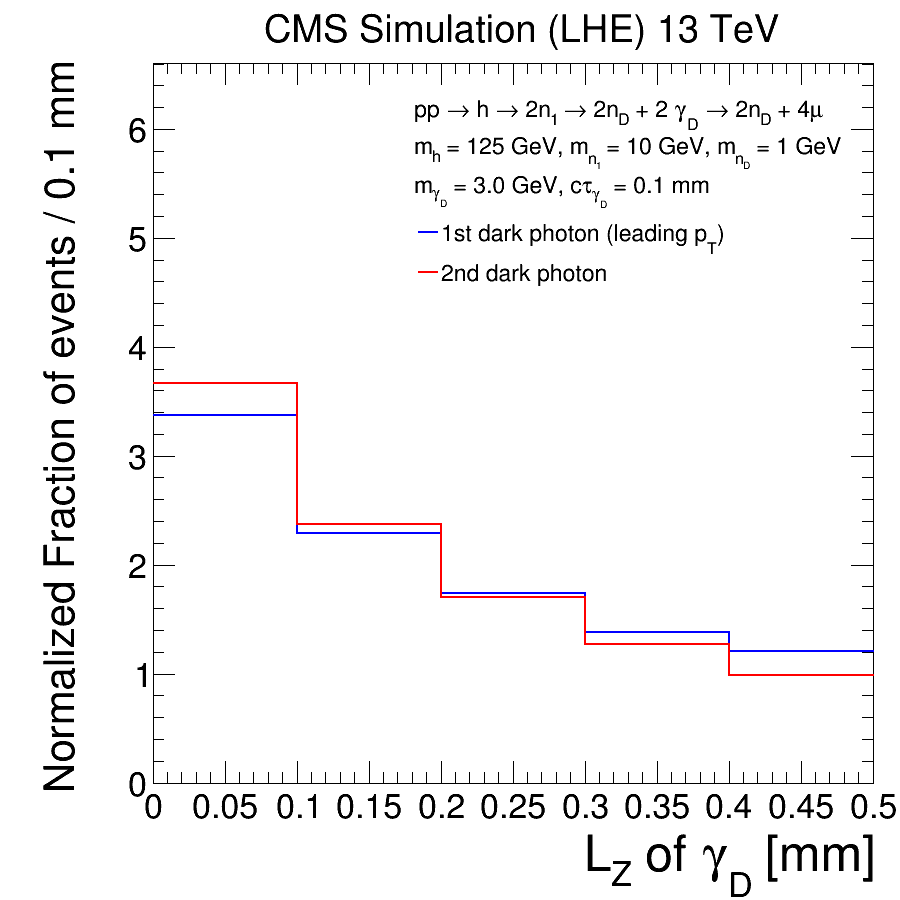 CMS Simulation (LHE) 13 TeV
pp → h → 2n1 → 2nD + 2 γD → 2nD + 4μ
mh = 125 GeV, mn1 = 10 GeV, mnD = 1 GeV
mγD = 3.0 GeV, cτγD = 0.1 mm
1st dark photon (leading pT)
2nd dark photon
Normalized Fraction of events / 0.1 mm
6
5
4
3
2
1
0
0 0.05 0.1 0.15 0.2 0.25 0.3 0.35 0.4 0.45 0.5
LZ of γD [mm]